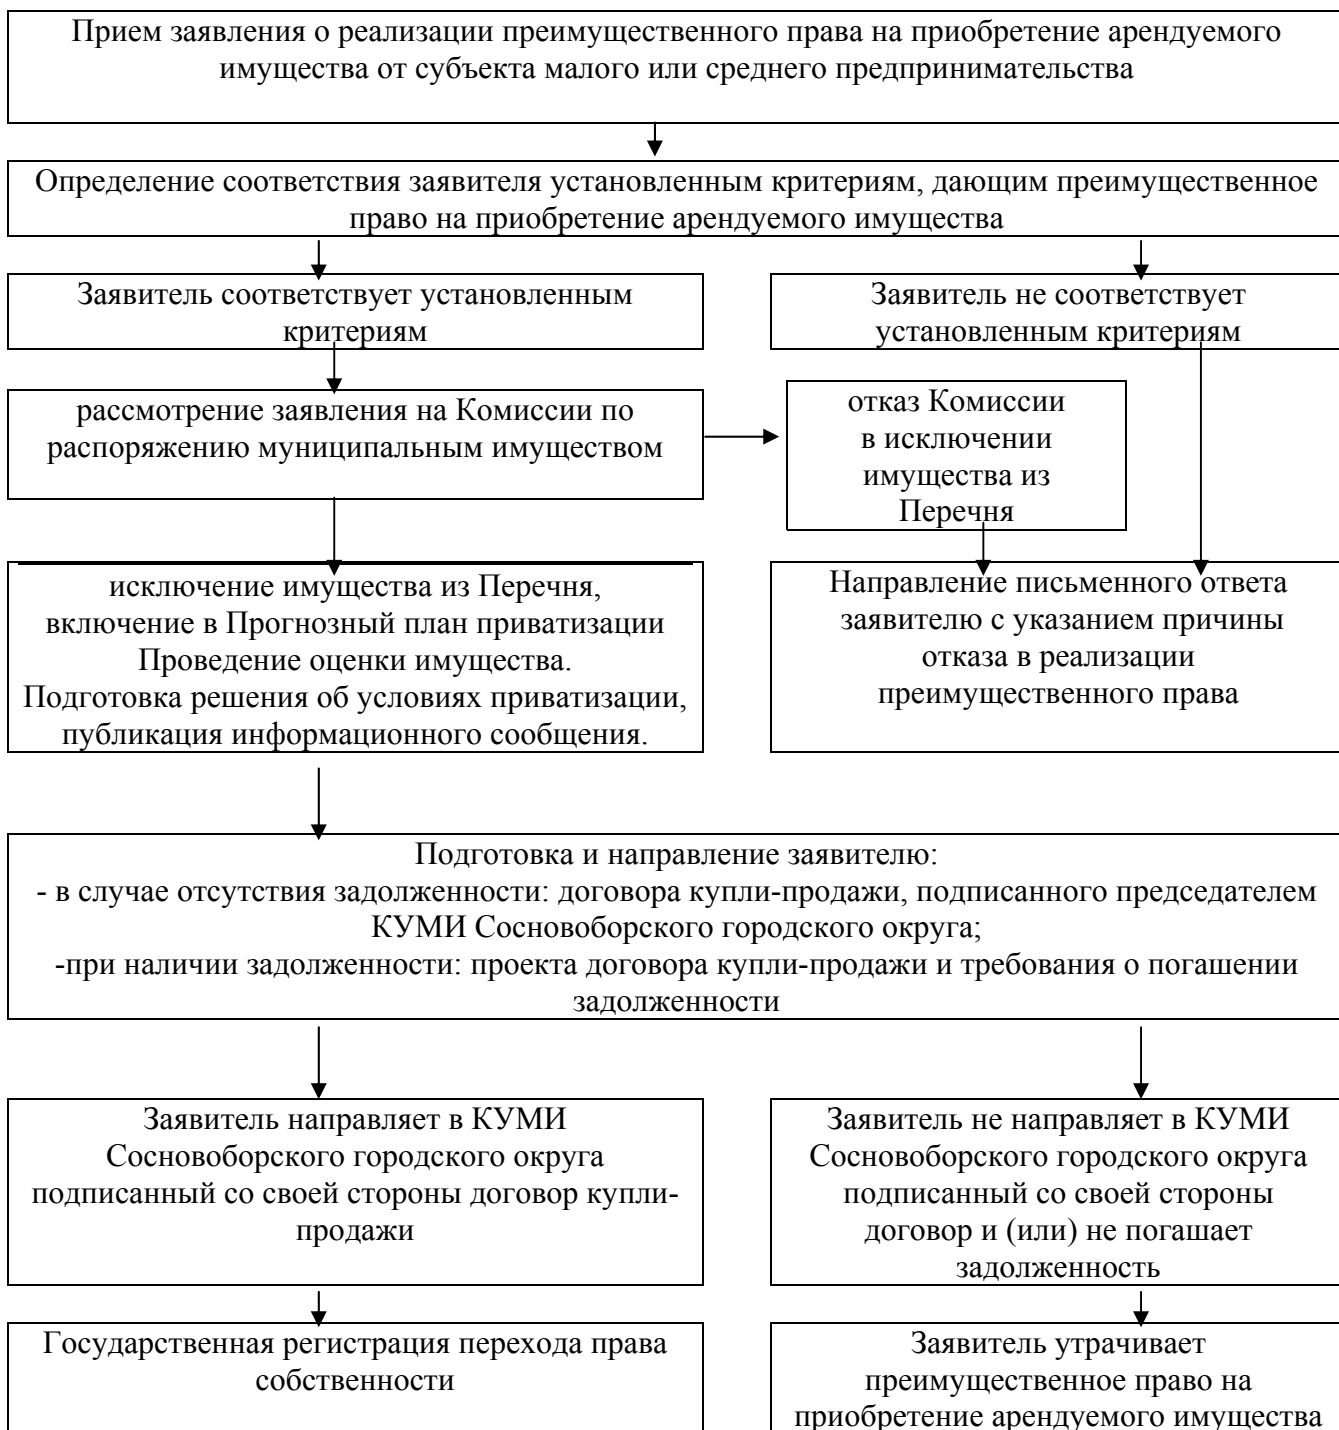 Прием заявления о реализации преимущественного права на приобретение арендуемого
имущества от субъекта малого или среднего предпринимательства
Определение соответствия заявителя установленным критериям, дающим преимущественное
право на приобретение арендуемого имущества
Заявитель соответствует установленным
критериям
Заявитель не соответствует
установленным критериям
рассмотрение заявления на Комиссии по
распоряжению муниципальным имуществом
отказ Комиссии
в исключении
имущества из
Перечня
исключение имущества из Перечня,
включение в Прогнозный план приватизации
Проведение оценки имущества.
Подготовка решения об условиях приватизации,
публикация информационного сообщения.
Направление письменного ответа
заявителю с указанием причины
отказа в реализации
преимущественного права
Подготовка и направление заявителю:
- в случае отсутствия задолженности: договора купли-продажи, подписанного председателем
КУМИ Сосновоборского городского округа;
-при наличии задолженности: проекта договора купли-продажи и требования о погашении
задолженности
Заявитель направляет в КУМИ
Сосновоборского городского округа
подписанный со своей стороны договор купли-
продажи
Заявитель не направляет в КУМИ
Сосновоборского городского округа
подписанный со своей стороны
договор и (или) не погашает
задолженность
Государственная регистрация перехода права
собственности
Заявитель утрачивает
преимущественное право на
приобретение арендуемого имущества